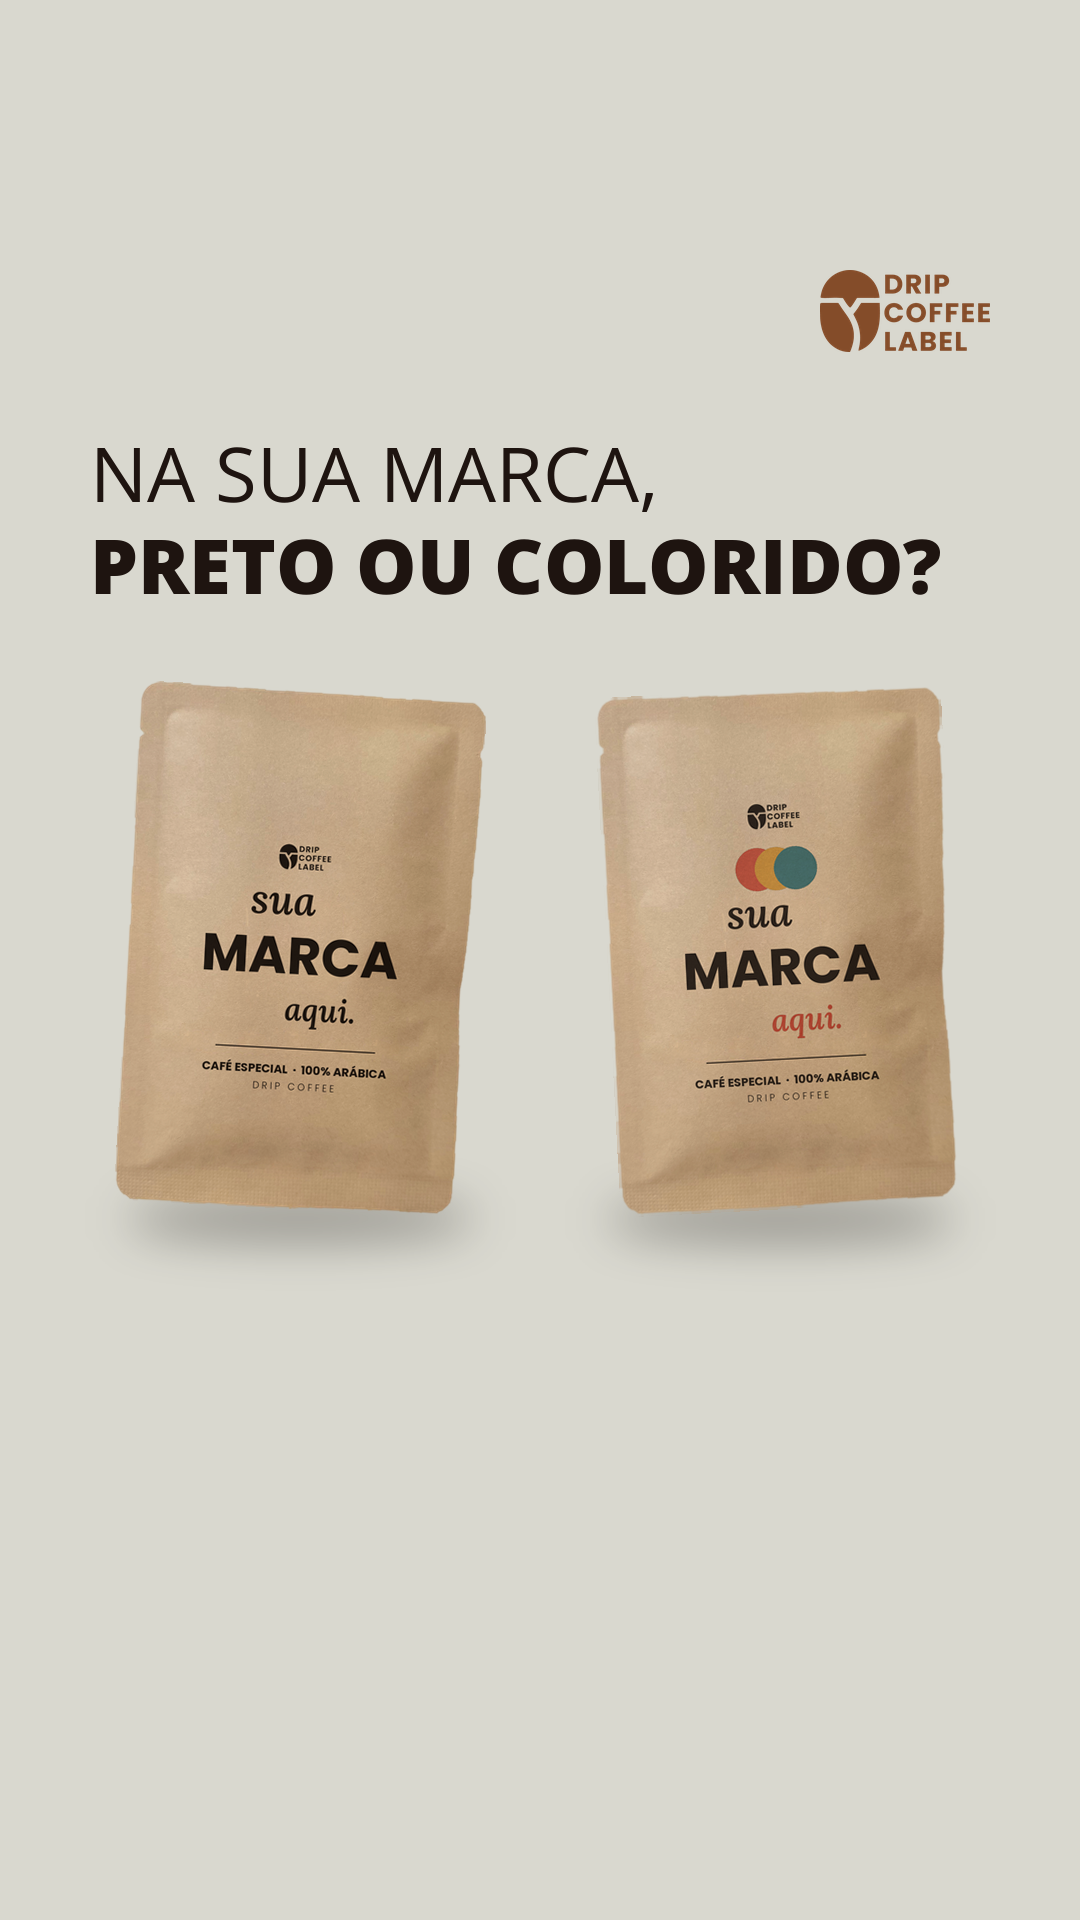 DRIP
COFFEE
LABEL
NA SUA MARCA,
PRETO OU COLORIDO?
DRIP
COFFEE
LABEL
sua
MARCA
aqui.
CAFÉ ESPECIAL · 100% ARÁBICA
DRIP COFFEE
DRIP
COFFEE
LABEL
sua
MARCA
aqui.
CAFÉ ESPECIAL · 100% ARÁBICA
DRIP COFFEE